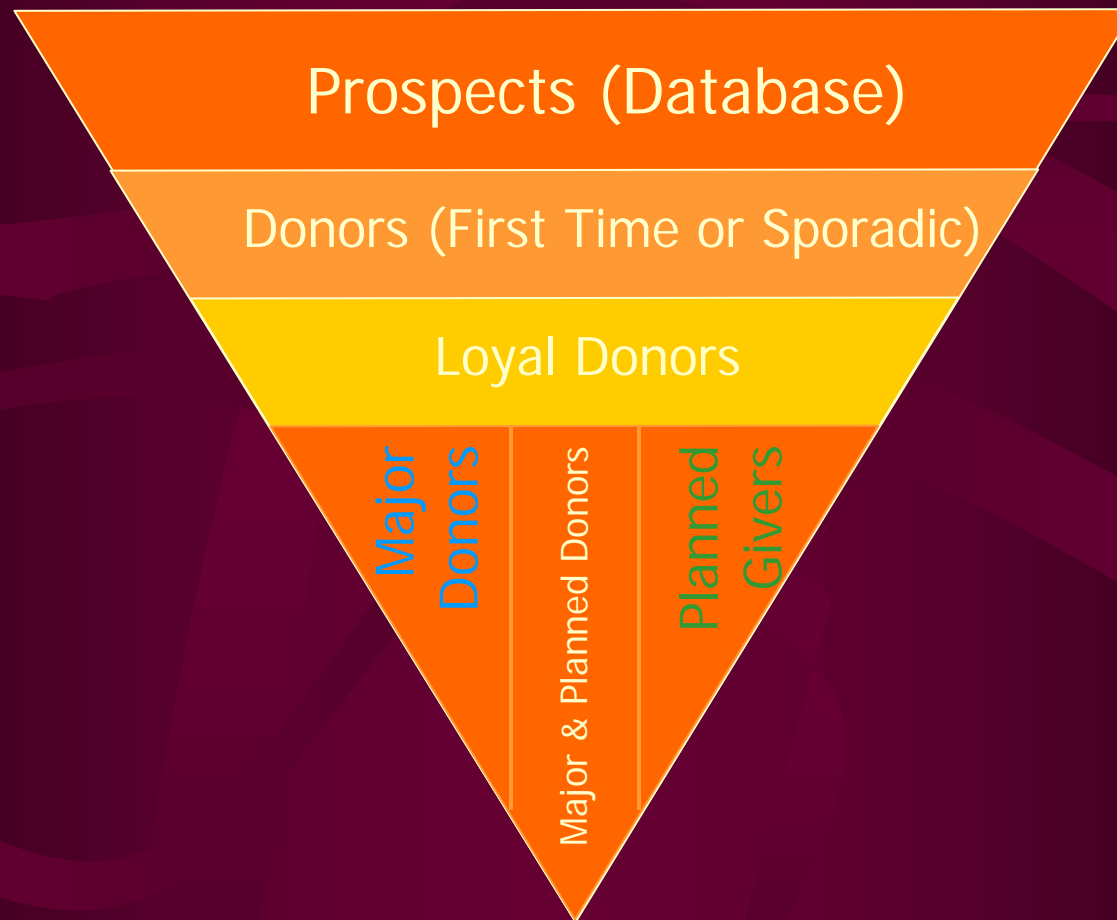 Prospects (Database)
Donors (First Time or Sporadic)
Loyal Donors
Major
Donors
Major & Planned Donors
Planned
Givers